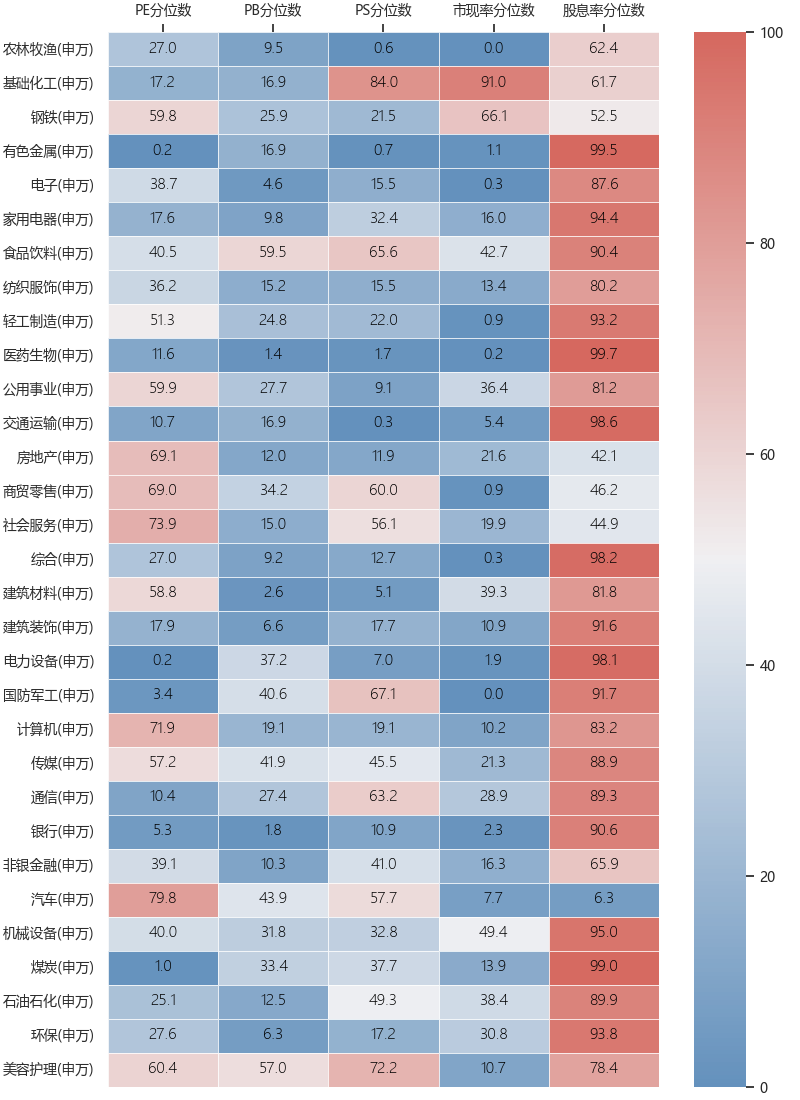 PE分位数 PB分位数 PS分位数 市现率分位数 股息率分位数
农林牧渔(申万) 27.0 9.5 0.6 0.0 62.4
基础化工(申万) 17.2 16.9 84.0 91.0 61.7
钢铁(申万) 59.8 25.9 21.5 66.1 52.5
有色金属(申万) 0.2 16.9 0.7 1.1 99.5
电子(申万) 38.7 4.6 15.5 0.3 87.6
家用电器(申万) 17.6 9.8 32.4 16.0 94.4
食品饮料(申万) 40.5 59.5 65.6 42.7 90.4
纺织服饰(申万) 36.2 15.2 15.5 13.4 80.2
轻工制造(申万) 51.3 24.8 22.0 0.9 93.2
医药生物(申万) 11.6 1.4 1.7 0.2 99.7
公用事业(申万) 59.9 27.7 9.1 36.4 81.2
交通运输(申万) 10.7 16.9 0.3 5.4 98.6
房地产(申万) 69.1 12.0 11.9 21.6 42.1
商贸零售(申万) 69.0 34.2 60.0 0.9 46.2
社会服务(申万) 73.9 15.0 56.1 19.9 44.9
综合(申万) 27.0 9.2 12.7 0.3 98.2
建筑材料(申万) 58.8 2.6 5.1 39.3 81.8
建筑装饰(申万) 17.9 6.6 17.7 10.9 91.6
电力设备(申万) 0.2 37.2 7.0 1.9 98.1
国防军工(申万) 3.4 40.6 67.1 0.0 91.7
计算机(申万) 71.9 19.1 19.1 10.2 83.2
传媒(申万) 57.2 41.9 45.5 21.3 88.9
通信(申万) 10.4 27.4 63.2 28.9 89.3
银行(申万) 5.3 1.8 10.9 2.3 90.6
非银金融(申万) 39.1 10.3 41.0 16.3 65.9
汽车(申万) 79.8 43.9 57.7 7.7 6.3
机械设备(申万) 40.0 31.8 32.8 49.4 95.0
煤炭(申万) 1.0 33.4 37.7 13.9 99.0
石油石化(申万) 25.1 12.5 49.3 38.4 89.9
环保(申万) 27.6 6.3 17.2 30.8 93.8
美容护理(申万) 60.4 57.0 72.2 10.7 78.4
100
80
60
40
20
0